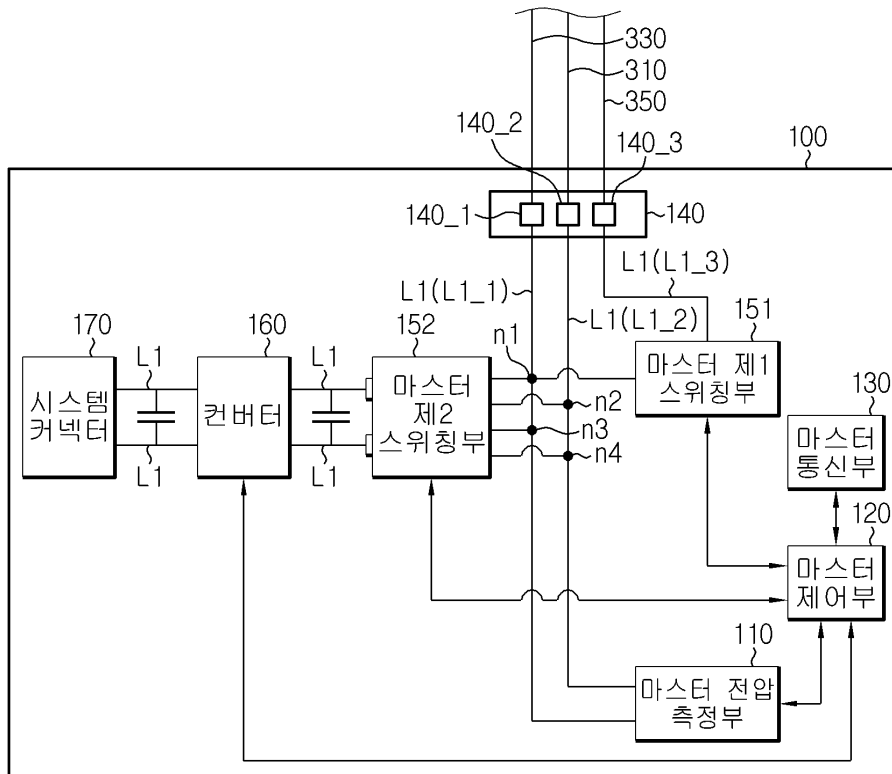 330
310
350
140_2
140_3
100
140_1
140
L1(L1_3)
L1(L1_1)
L1(L1_2)
151
170
160
152
n1
L1
L1
마스터 제1
스위칭부
130
시스템
커넥터
컨버터
마스터
제2
스위칭부
n2
n3
n4
마스터
통신부
L1
L1
120
마스터
제어부
110
마스터 전압
측정부